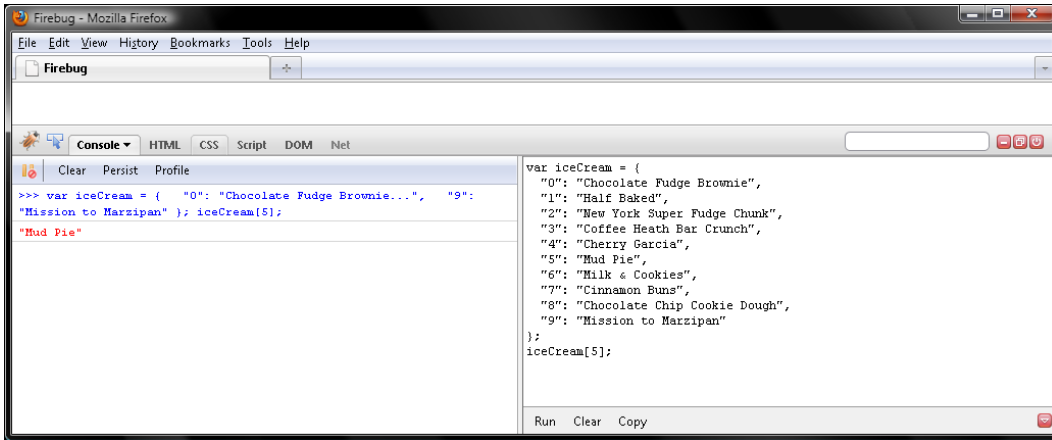 Firebug - Mozilla Firefox
File Edit View History Bookmarks Tools Help
Firebug
Console HTML CSS Script DOM Net
Clear Persist Profile
>>> var iceCream = { "0": "Chocolate Fudge Brownie...", "9":
"Mission to Marzipan" }; iceCream[5];
"Mud Pie"
var iceCream = {
"0": "Chocolate Fudge Brownie",
"1": "Half Baked",
"2": "New York Super Fudge Chunk",
"3": "Coffee Heath Bar Crunch",
"4": "Cherry Garcia",
"5": "Mud Pie",
"6": "Milk & Cookies",
"7": "Cinnamon Buns",
"8": "Chocolate Chip Cookie Dough",
"9": "Mission to Marzipan"
};
iceCream[5];
Run Clear Copy